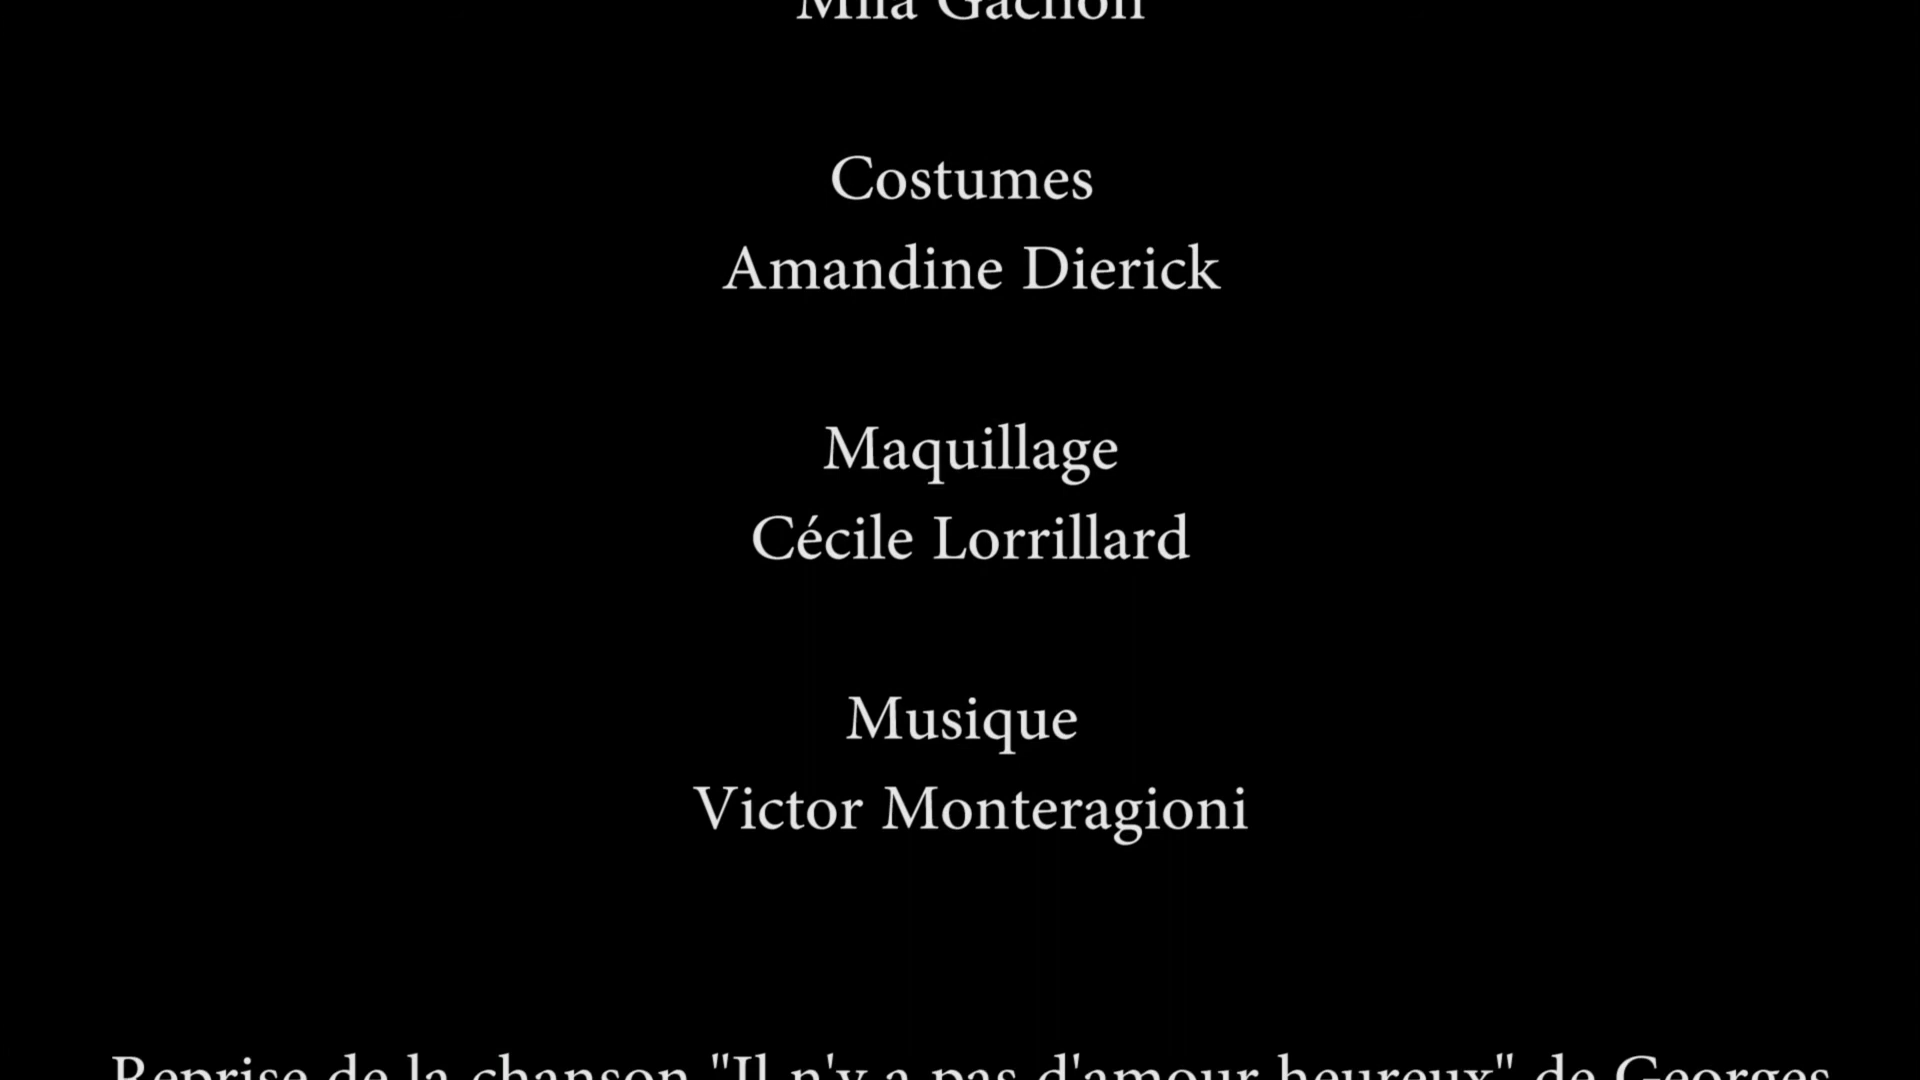 Mila Gachon
Costumes
Amandine Dierick
Maquillage
Cécile Lorrillard
Musique
Victor Monteragioni
Reprise de la chanson "Il n'y a pas d'amour heureux" de Georges